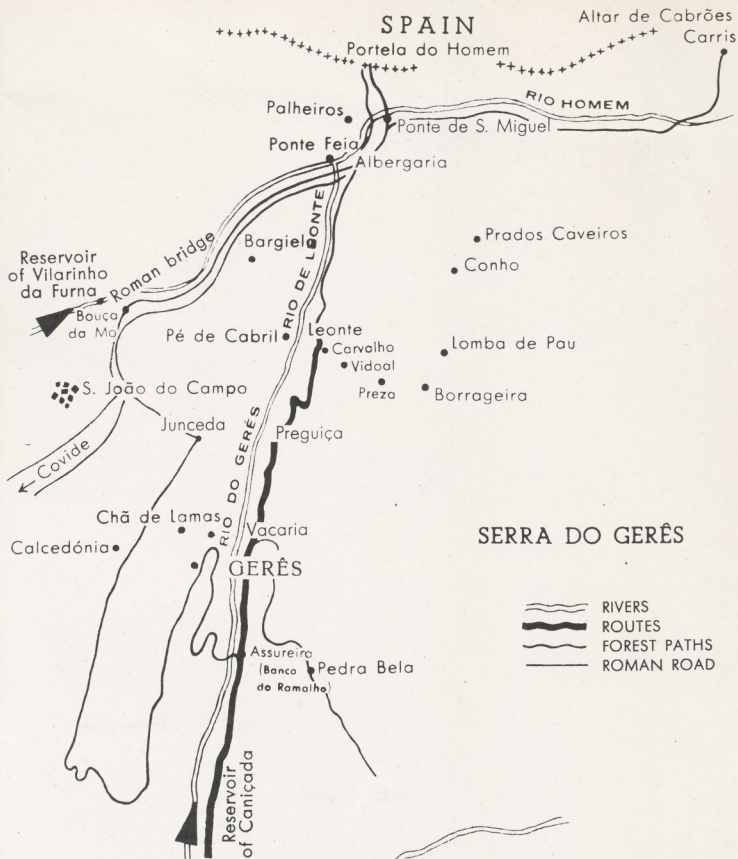 SPAIN
Altar de Cabrões
Carris
Portela do Homem
RIO HOMEM
Palheiros
Ponte de S. Miguel
Ponte Feia
Albergaria
RIO DE LEONTE
Bargiela
Prados Caveiros
Conho
Roman bridge
Reservoir
of Vilarinho
da Furna
Bouça
da Mó
Pé de Cabril
Leonte
Carvalho
Vidoal
Preza
Lomba de Pau
Borrageira
S. João do Campo
Junceda
Covide
RIO DO GERÊS
Preguiça
Chã de Lamas
Vacaria
Calcedónia
GERÊS
SERRA DO GERÊS
RIVERS
ROUTES
FOREST PATHS
ROMAN ROAD
Assureira
(Banco
do Ramalho)
Pedra Bela
Reservoir
of Caniçada